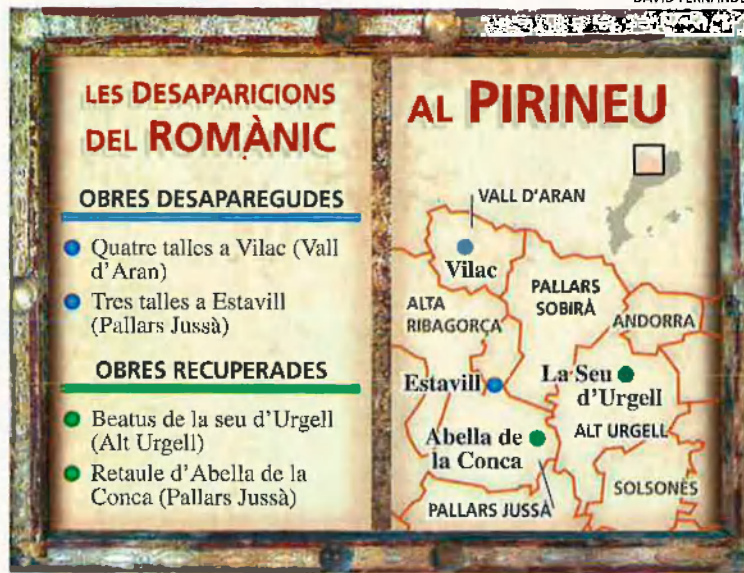 LES DESAPARICIONS
DEL ROMÀNIC
AL PIRINEU
OBRES DESAPAREGUDES
Quatre talles a Vilac (Vall
d'Aran)
Tres talles a Estavill
(Pallars Jussà)
OBRES RECUPERADES
Beatus de la seu d'Urgell
(Alt Urgell)
Retaule d'Abella de la
Conca (Pallars Jussà)
VALL D'ARAN
Vilac
PALLARS
SOBIRÀ
ALTA
RIBAGORÇA
ANDORRA
Estavill
La Seu
d'Urgell
Abella de
la Conca
ALT URGELL
SOLSONÈS
PALLARS JUSSÀ